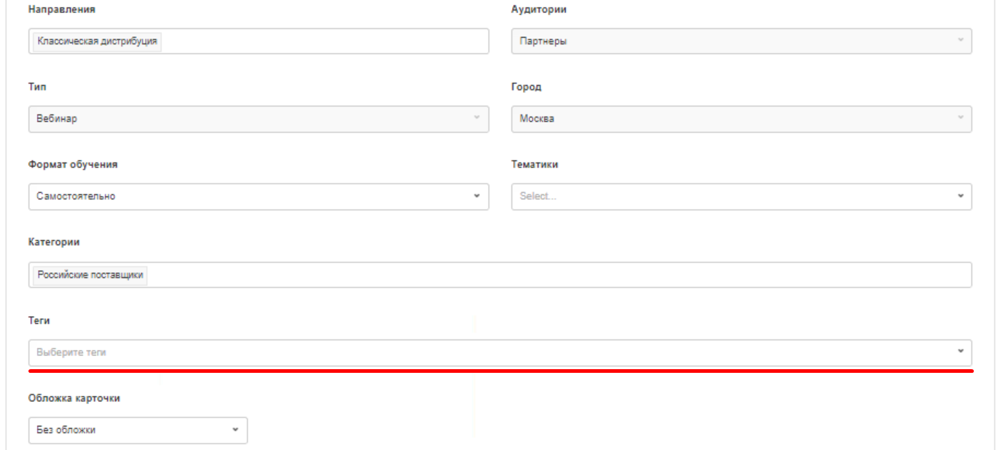 Направления
Аудитории
Классическая дистрибуция
Партнеры
Тип
Город
Вебинар
Москва
Формат обучения
Тематики
Самостоятельно
Select...
Категории
Российские поставщики
Теги
Выберите теги
Обложка карточки
Без обложки